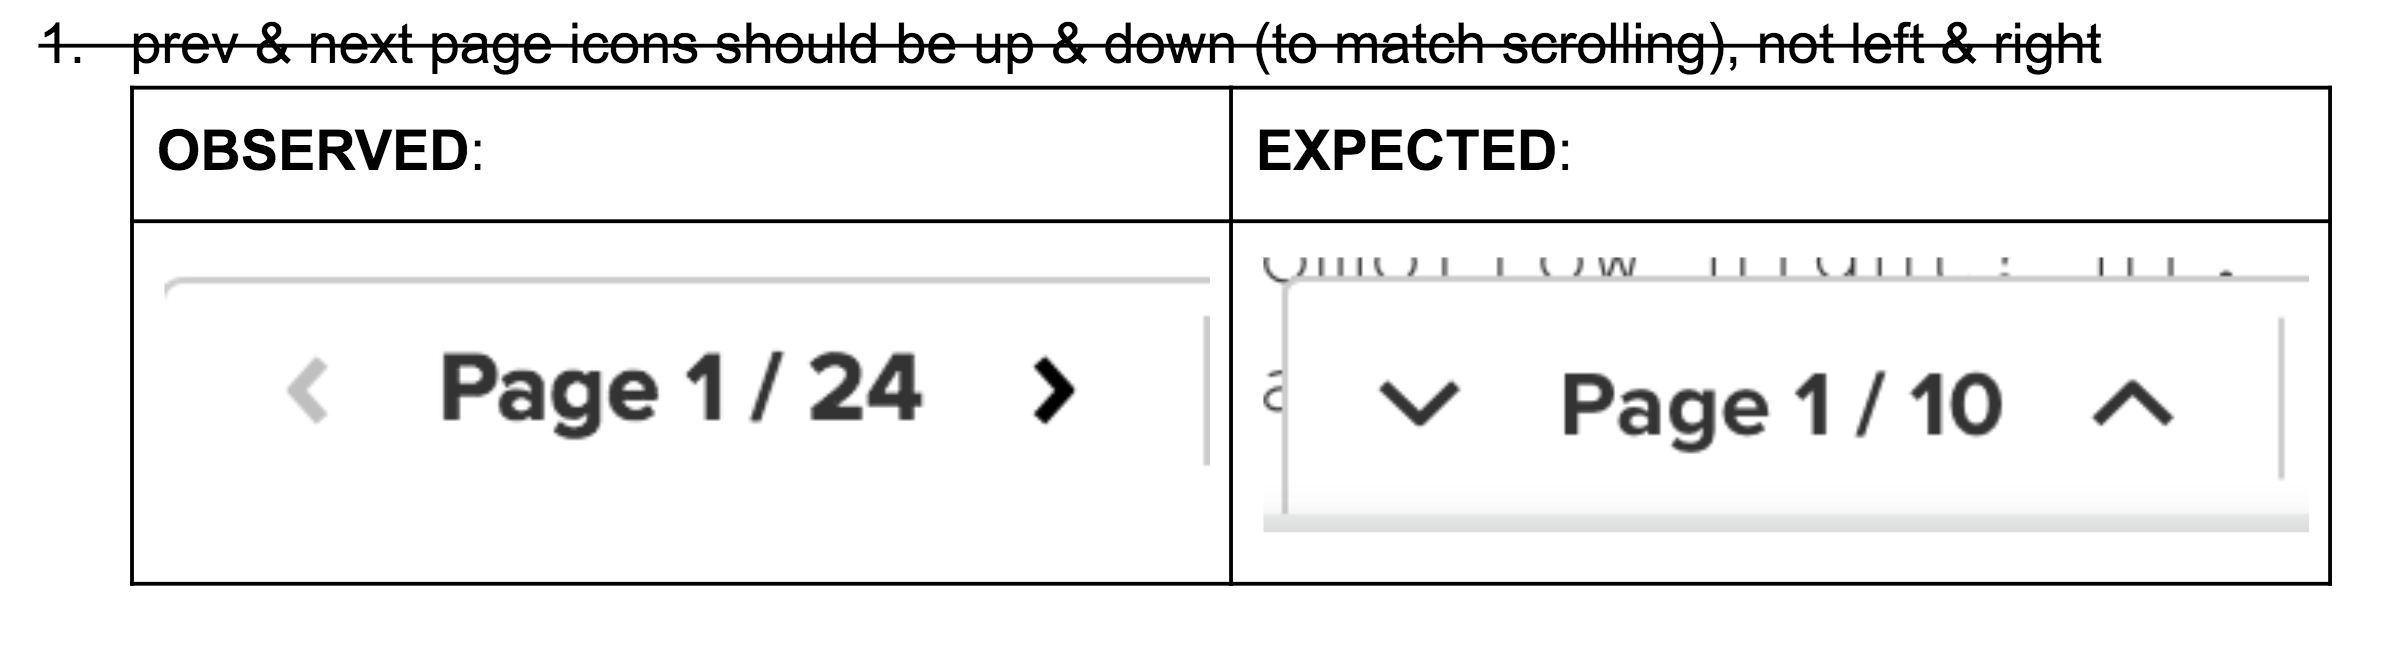 1. prev & next page icons should be up & down (to match scrolling), not left & right
OBSERVED:
EXPECTED:
Page 1 / 24
Page 1 / 10